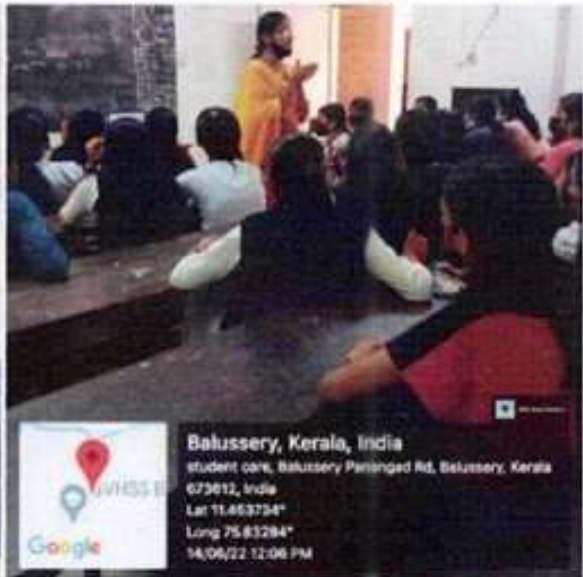 Balussery, Kerala, India
student care, Balussery Panangad Rd, Balussery, Kerala
673612, India
Lat 11.453734°
Long 75.83284°
14/06/22 12:06 PM
GVHSS B
Google